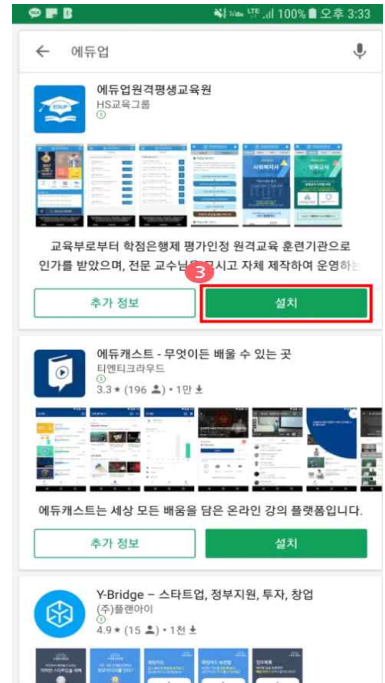 LTE 100% 오후 3:33
에듀업
에듀업원격평생교육원
HS교육그룹
교육부로부터 학점은행제 평가인정 원격교육 훈련기관으로
인가를 받았으며, 전문 교수님을 모시고 자체 제작하여 운영하는
3
추가 정보
설치
에듀캐스트 - 무엇이든 배울 수 있는 곳
티엔티크라우드
3.3★ (196) • 1만
에듀캐스트는 세상 모든 배움을 담은 온라인 강의 플랫폼입니다.
추가 정보
설치
Y-Bridge – 스타트업, 정부지원, 투자, 창업
(주)플랜아이
4.9★ (15) • 1천